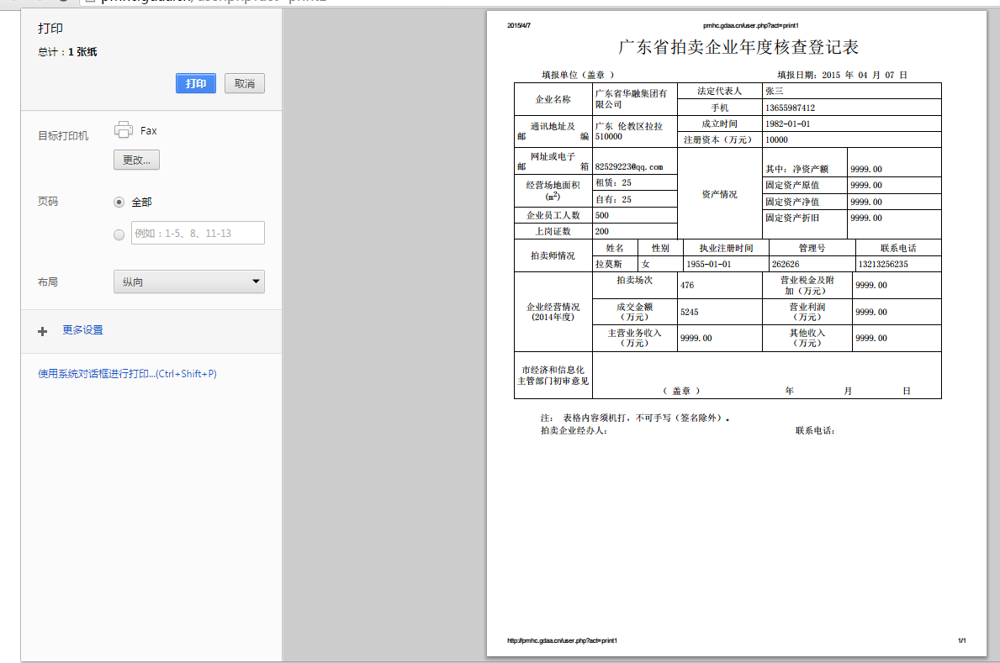 打印
总计：1 张纸
打印 取消
目标打印机 Fax
更改...
页码 全部
例如：1-5、8、11-13
布局 纵向
更多设置
使用系统对话框进行打印...(Ctrl+Shift+P)
2015/4/7 pmhc.gdaa.cn/user.php?act=print1
广东省拍卖企业年度核查登记表
填报单位（盖章 ） 填报日期：2015 年 04 月 07 日
企业名称 广东省华融集团有限公司 法定代表人 张三
手机 13655987412
通讯地址及邮 编 广东 伦教区拉拉 510000 成立时间 1982-01-01
注册资本（万元） 10000
网址或电子邮 箱 82529223@qq.com 资产情况 其中：净资产额 9999.00
经营场地面积（m2） 租赁：25 固定资产原值 9999.00
自有：25 固定资产净值 9999.00
企业员工人数 500 固定资产折旧 9999.00
上岗证数 200
拍卖师情况 姓名 性别 执业注册时间 管理号 联系电话
拉莫斯 女 1955-01-01 262626 13213256235
企业经营情况（2014年度） 拍卖场次 476 营业税金及附加（万元） 9999.00
成交金额（万元） 5245 营业利润（万元） 9999.00
主营业务收入（万元） 9999.00 其他收入（万元） 9999.00
市经济和信息化主管部门初审意见 （ 盖章 ） 年 月 日
注： 表格内容须机打，不可手写（签名除外）。
拍卖企业经办人： 联系电话：
http://pmhc.gdaa.cn/user.php?act=print1 1/1